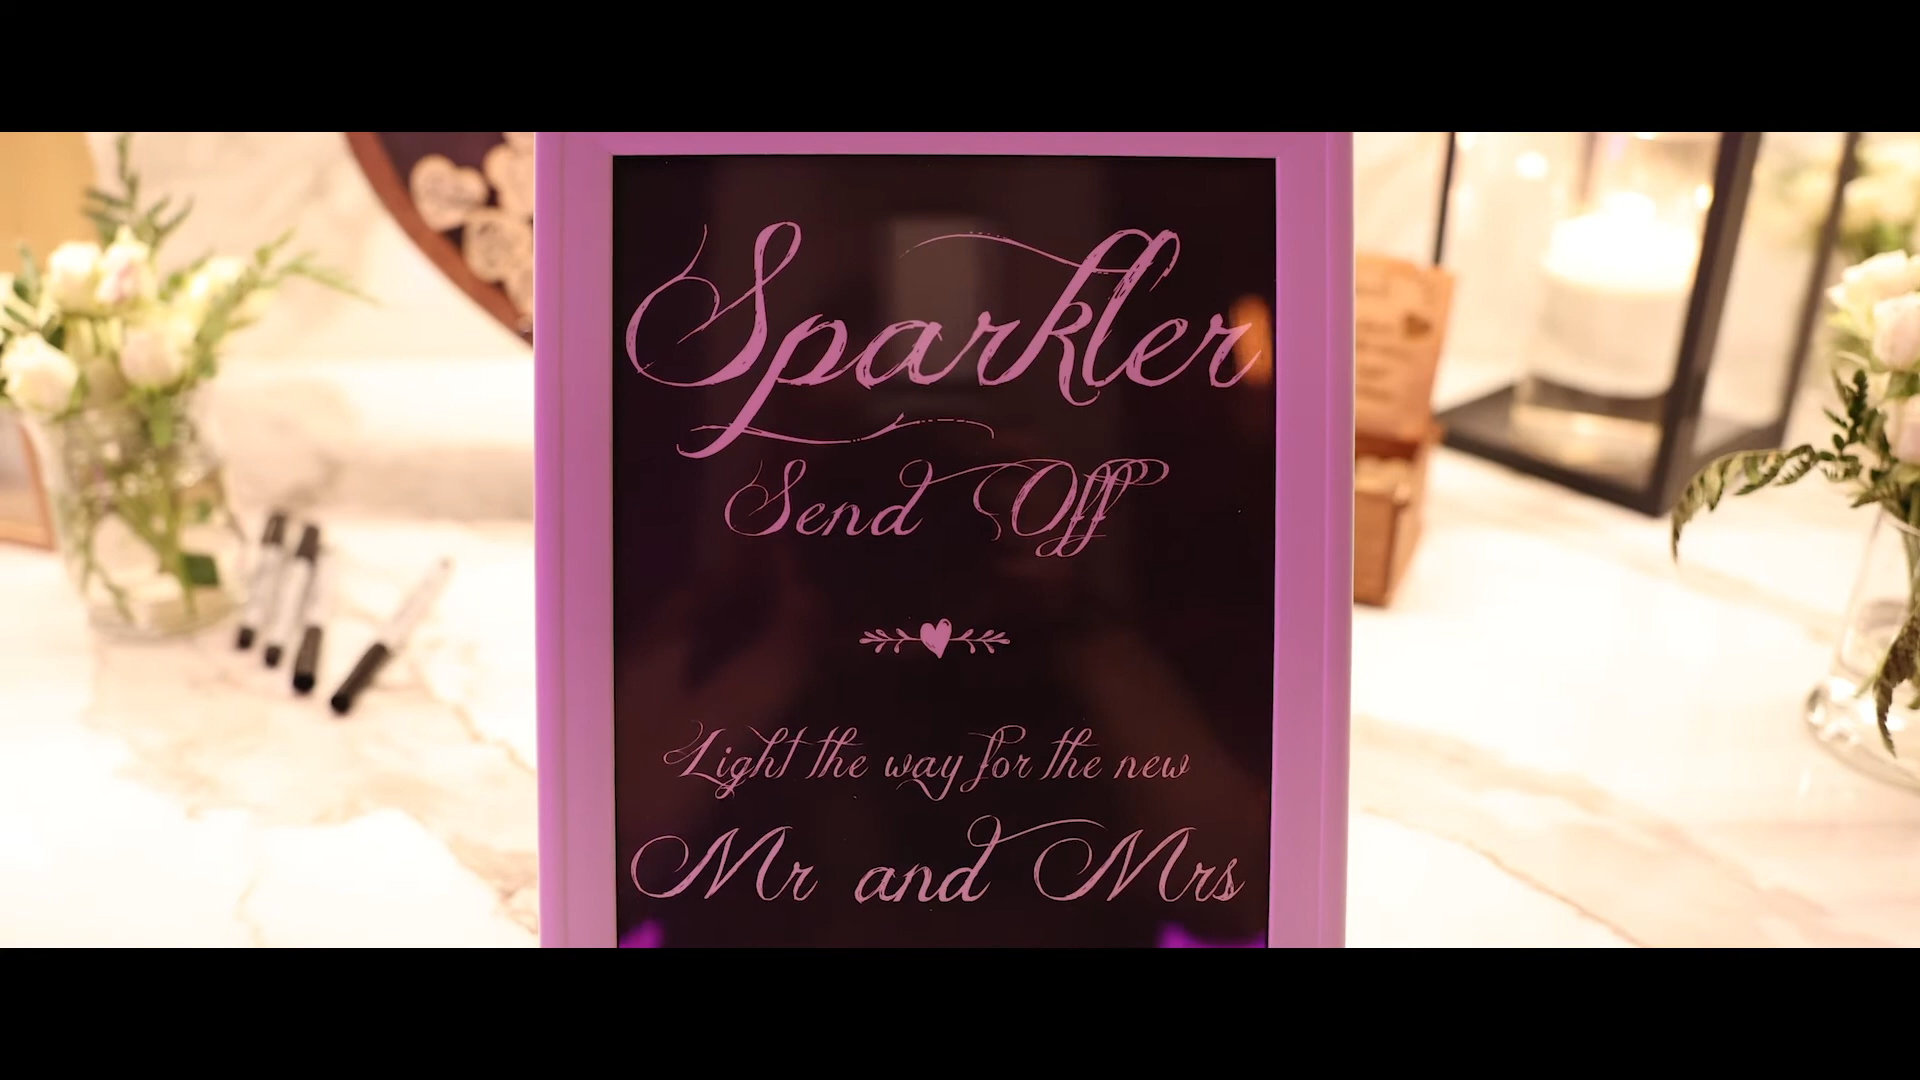 Sparkler
Send Off
Light the way for the new
Mr and Mrs